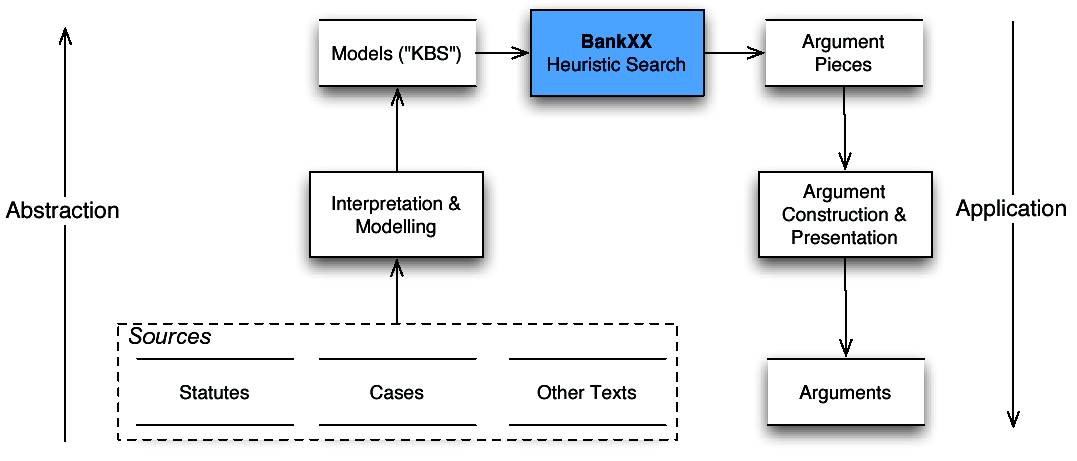 Models ("KBS")
BankXX
Heuristic Search
Argument
Pieces
Abstraction
Interpretation &
Modelling
Argument
Construction &
Presentation
Application
Sources
Statutes
Cases
Other Texts
Arguments